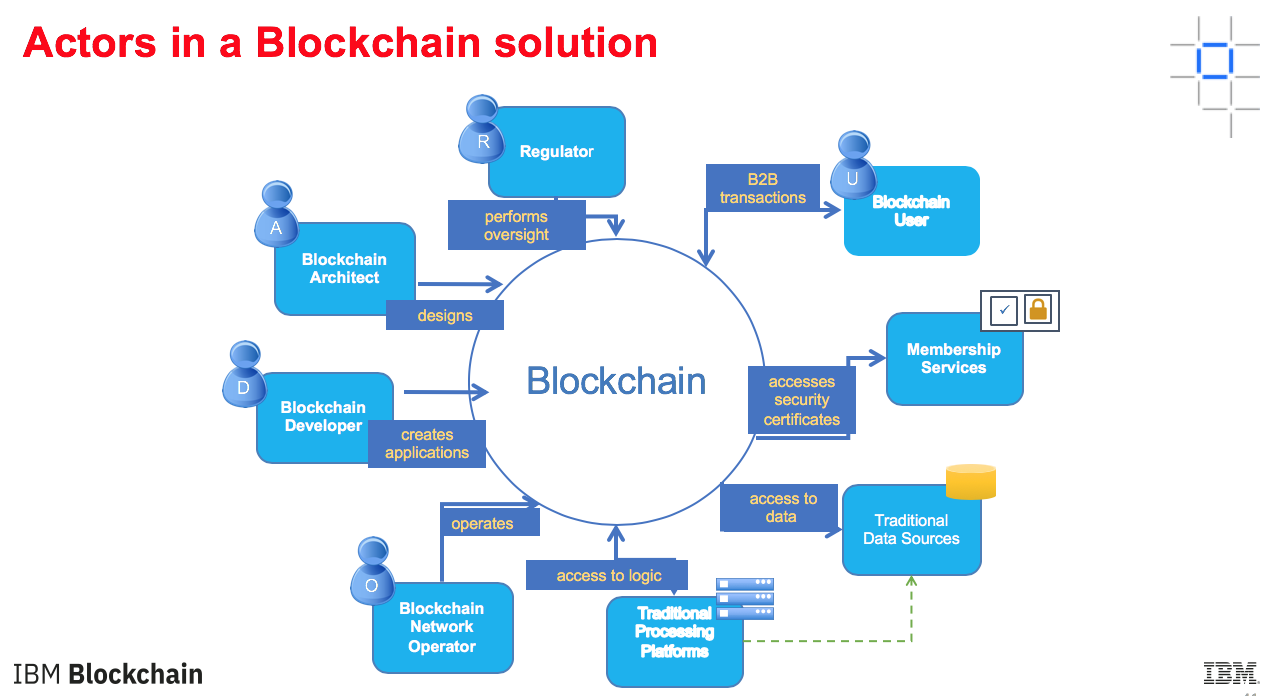 Actors in a Blockchain solution
R
Regulator
performs
oversight
B2B
transactions
U
Blockchain
User
A
Blockchain
Architect
designs
Membership
Services
Blockchain
accesses
security
certificates
D
Blockchain
Developer
creates
applications
access to
data
Traditional
Data Sources
operates
access to logic
O
Blockchain
Network
Operator
Traditional
Processing
Platforms
IBM Blockchain
IBM